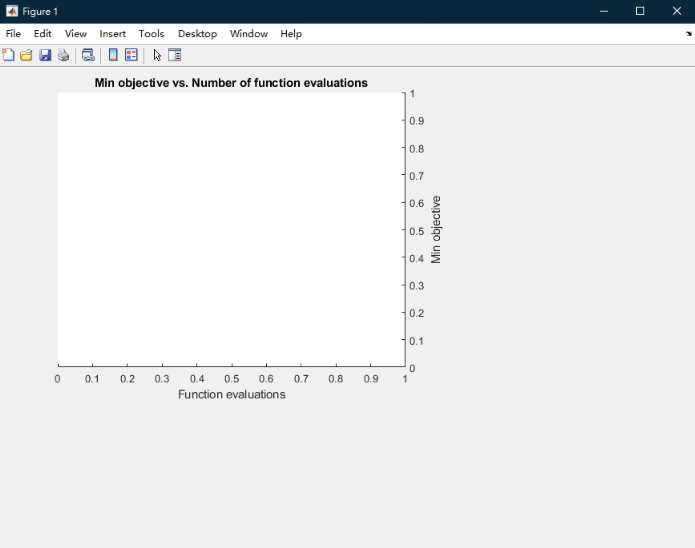 Figure 1
File Edit View Insert Tools Desktop Window Help
Min objective vs. Number of function evaluations
1
0.9
0.8
0.7
0.6
0.5
0.4
0.3
0.2
0.1
0
Min objective
0 0.1 0.2 0.3 0.4 0.5 0.6 0.7 0.8 0.9 1
Function evaluations